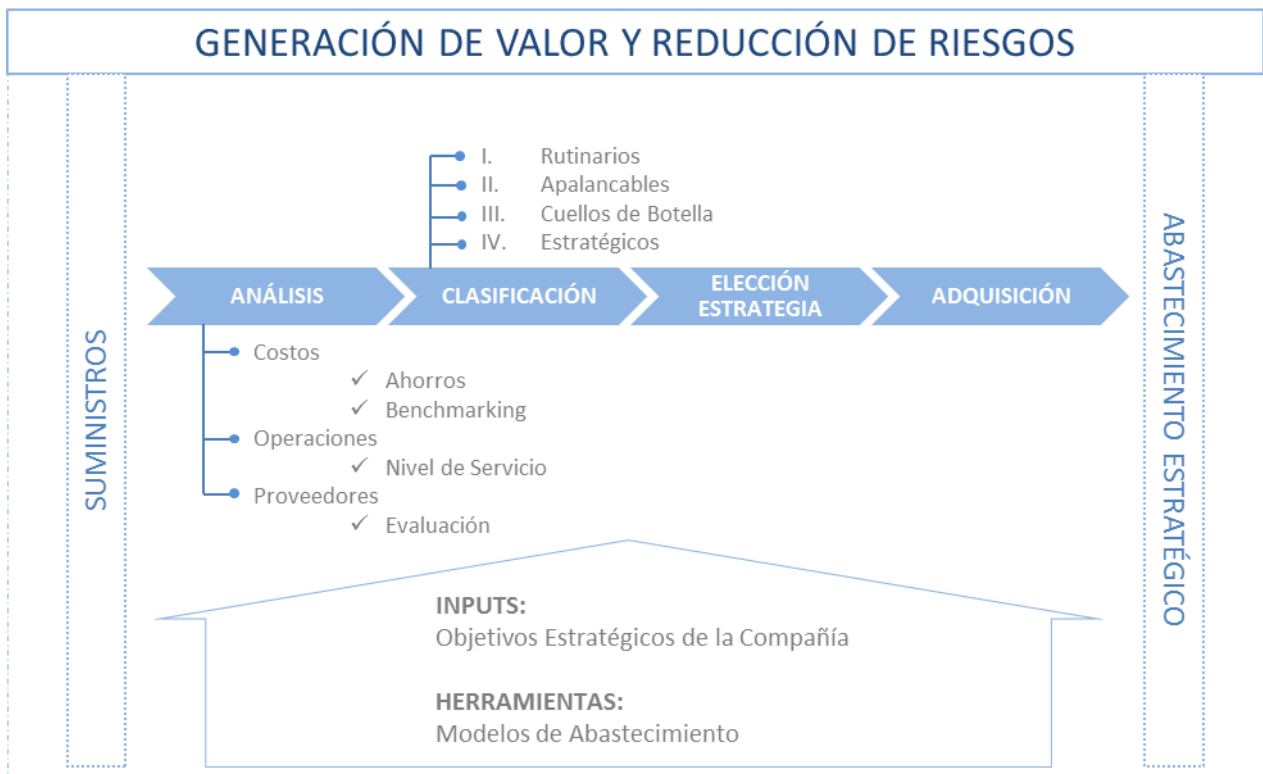 GENERACIÓN DE VALOR Y REDUCCIÓN DE RIESGOS
SUMINISTROS
I. Rutinarios
II. Apalancables
III. Cuellos de Botella
IV. Estratégicos
ANÁLISIS
CLASIFICACIÓN
ELECCIÓN
ESTRATEGIA
ADQUISICIÓN
Costos
✓ Ahorros
✓ Benchmarking
Operaciones
✓ Nivel de Servicio
Proveedores
✓ Evaluación
INPUTS:
Objetivos Estratégicos de la Compañía
HERRAMIENTAS:
Modelos de Abastecimiento
ABASTECIMIENTO ESTRATÉGICO